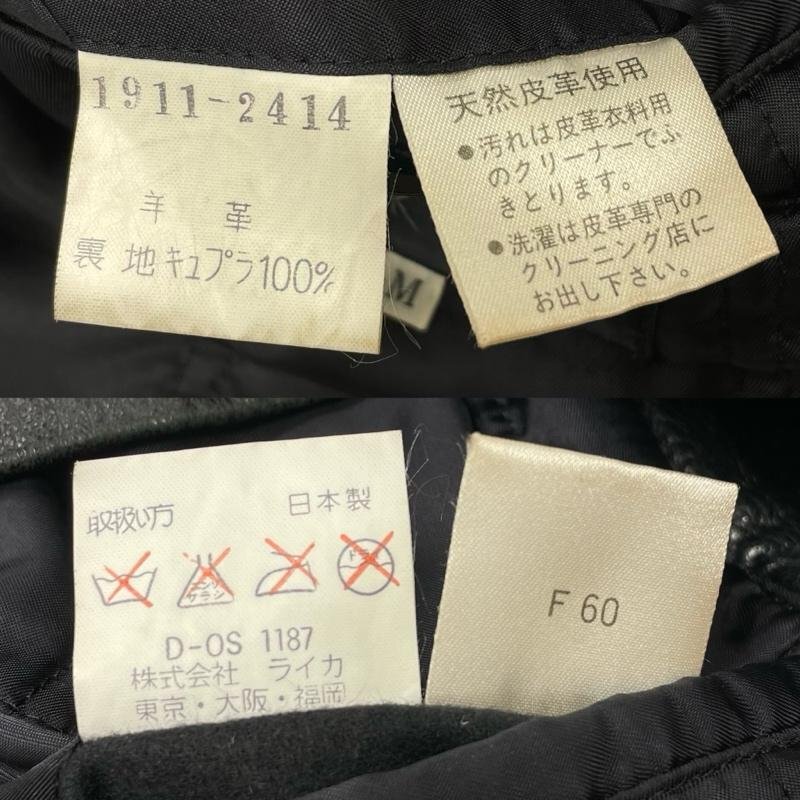 1911-2414
羊 革
裏 地キュプラ100%
M
天然皮革使用
●汚れは皮革衣料用
のクリーナーでふ
きとります。
●洗濯は皮革専門の
クリーニング店に
お出し下さい。
取扱い方 日本製
エンソ
サラシ
ドライ
D-OS 1187
株式会社 ライカ
東京・大阪・福岡
F 60